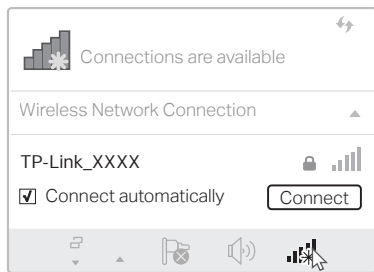 Connections are available
Wireless Network Connection
TP-Link_XXXX
Connect automatically
Connect